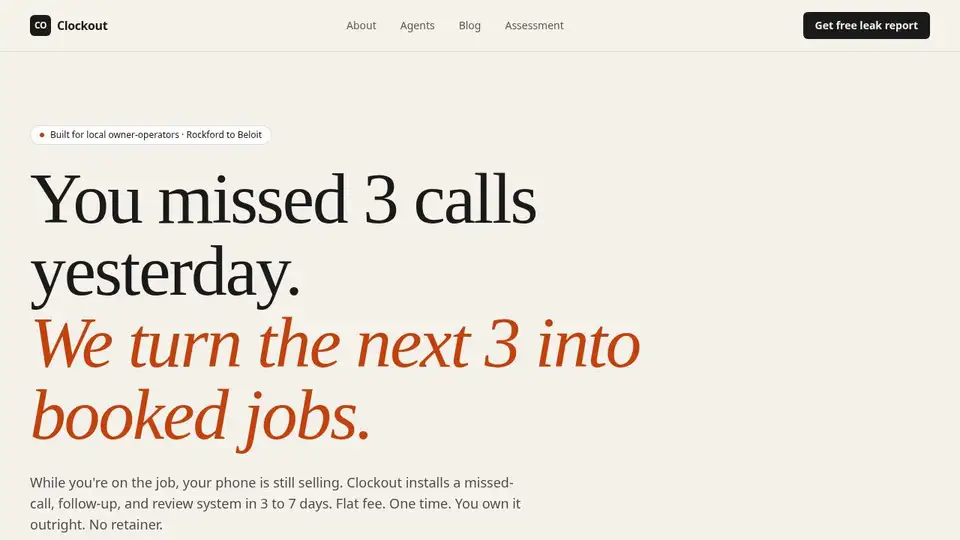 CO Clockout
About Agents Blog Assessment
Get free leak report
Built for local owner-operators · Rockford to Beloit
You missed 3 calls
yesterday.
We turn the next 3 into
booked jobs.
While you're on the job, your phone is still selling. Clockout installs a missed-
call, follow-up, and review system in 3 to 7 days. Flat fee. One time. You own it
outright. No retainer.